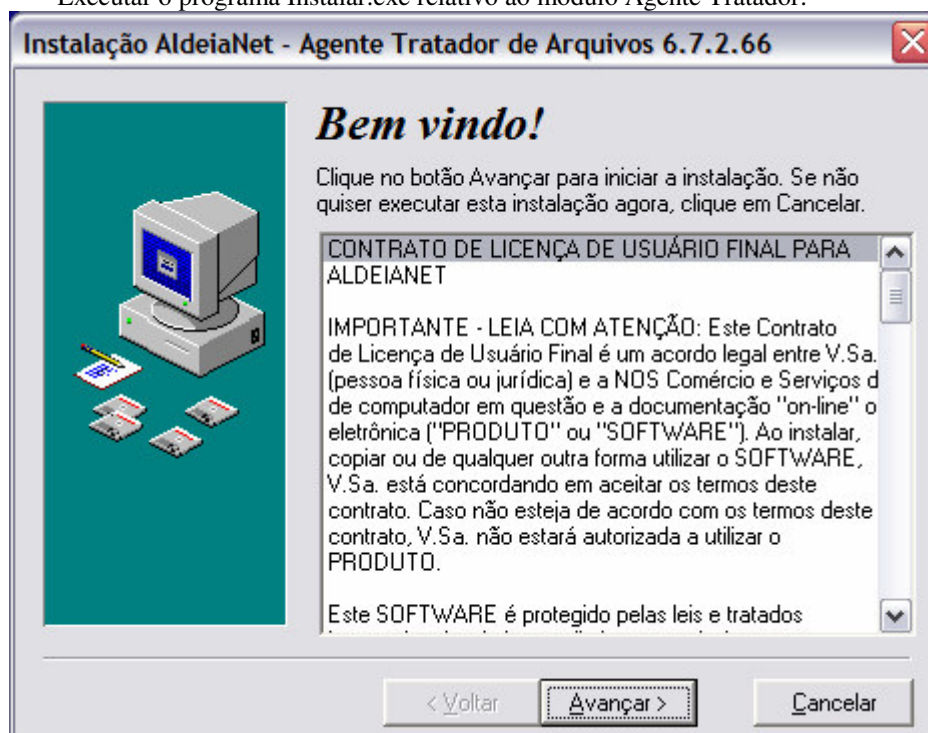 Executar o programa Instalar.exe relativo ao módulo Agente Tratador.
Instalação AldeiaNet - Agente Tratador de Arquivos 6.7.2.66
Bem vindo!
Clique no botão Avançar para iniciar a instalação. Se não
quiser executar esta instalação agora, clique em Cancelar.
CONTRATO DE LICENÇA DE USUÁRIO FINAL PARA
ALDEIANET
IMPORTANTE - LEIA COM ATENÇÃO: Este Contrato
de Licença de Usuário Final é um acordo legal entre V.Sa.
(pessoa física ou jurídica) e a NOS Comércio e Serviços d
de computador em questão e a documentação "on-line" o
eletrônica ("PRODUTO" ou "SOFTWARE"). Ao instalar,
copiar ou de qualquer outra forma utilizar o SOFTWARE,
V.Sa. está concordando em aceitar os termos deste
contrato. Caso não esteja de acordo com os termos deste
contrato, V.Sa. não estará autorizada a utilizar o
PRODUTO.
Este SOFTWARE é protegido pelas leis e tratados
< Voltar
Avançar >
Cancelar